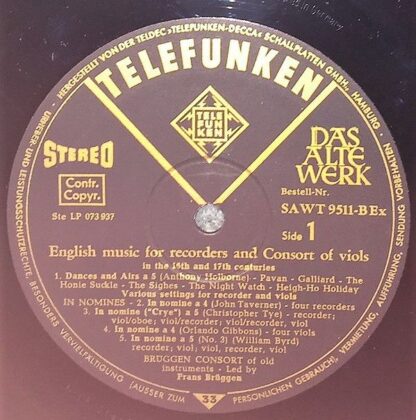 in Germany
HERGESTELLT VON DER TELDEC »TELEFUNKEN-DECCA« SCHALLPLATTEN GMBH., HAMBURG · URHEBER- UND LEISTUNGSSCHUTZRECHTE, BESONDERS VERVIELFÄLTIGUNG (AUSSER ZUM PERSÖNLICHEN GEBRAUCH), VERMIETUNG, AUFFÜHRUNG, SENDUNG VORBEHALTEN.
TELEFUNKEN
TELE
FUN
KEN
STEREO
Contr.
Copyr.
Ste LP 073 937
DAS
ALTE
WERK
Bestell-Nr.
SAWT 9511-B Ex
Side 1
English music for recorders and Consort of viols
in the 16th and 17th centuries
1. Dances and Airs a 5 (Anthony Holborne) - Pavan - Galliard - The
Honie Suckle - The Sighes - The Night Watch - Heigh-Ho Holiday
Various settings for recorder and viols
IN NOMINES - 2. In nomine a 4 (John Taverner) - four recorders
3. In nomine ("Crye") a 5 (Christopher Tye) - recorder;
viol/oboe; viol/recorder; viol/recorder, viol
4. In nomine a 4 (Orlando Gibbons) - four viols
5. In nomine a 5 (No. 3) (William Byrd)
recorder; viol; recorder, viol, viol
BRÜGGEN CONSORT of old
instruments - Led by
Frans Brüggen
33